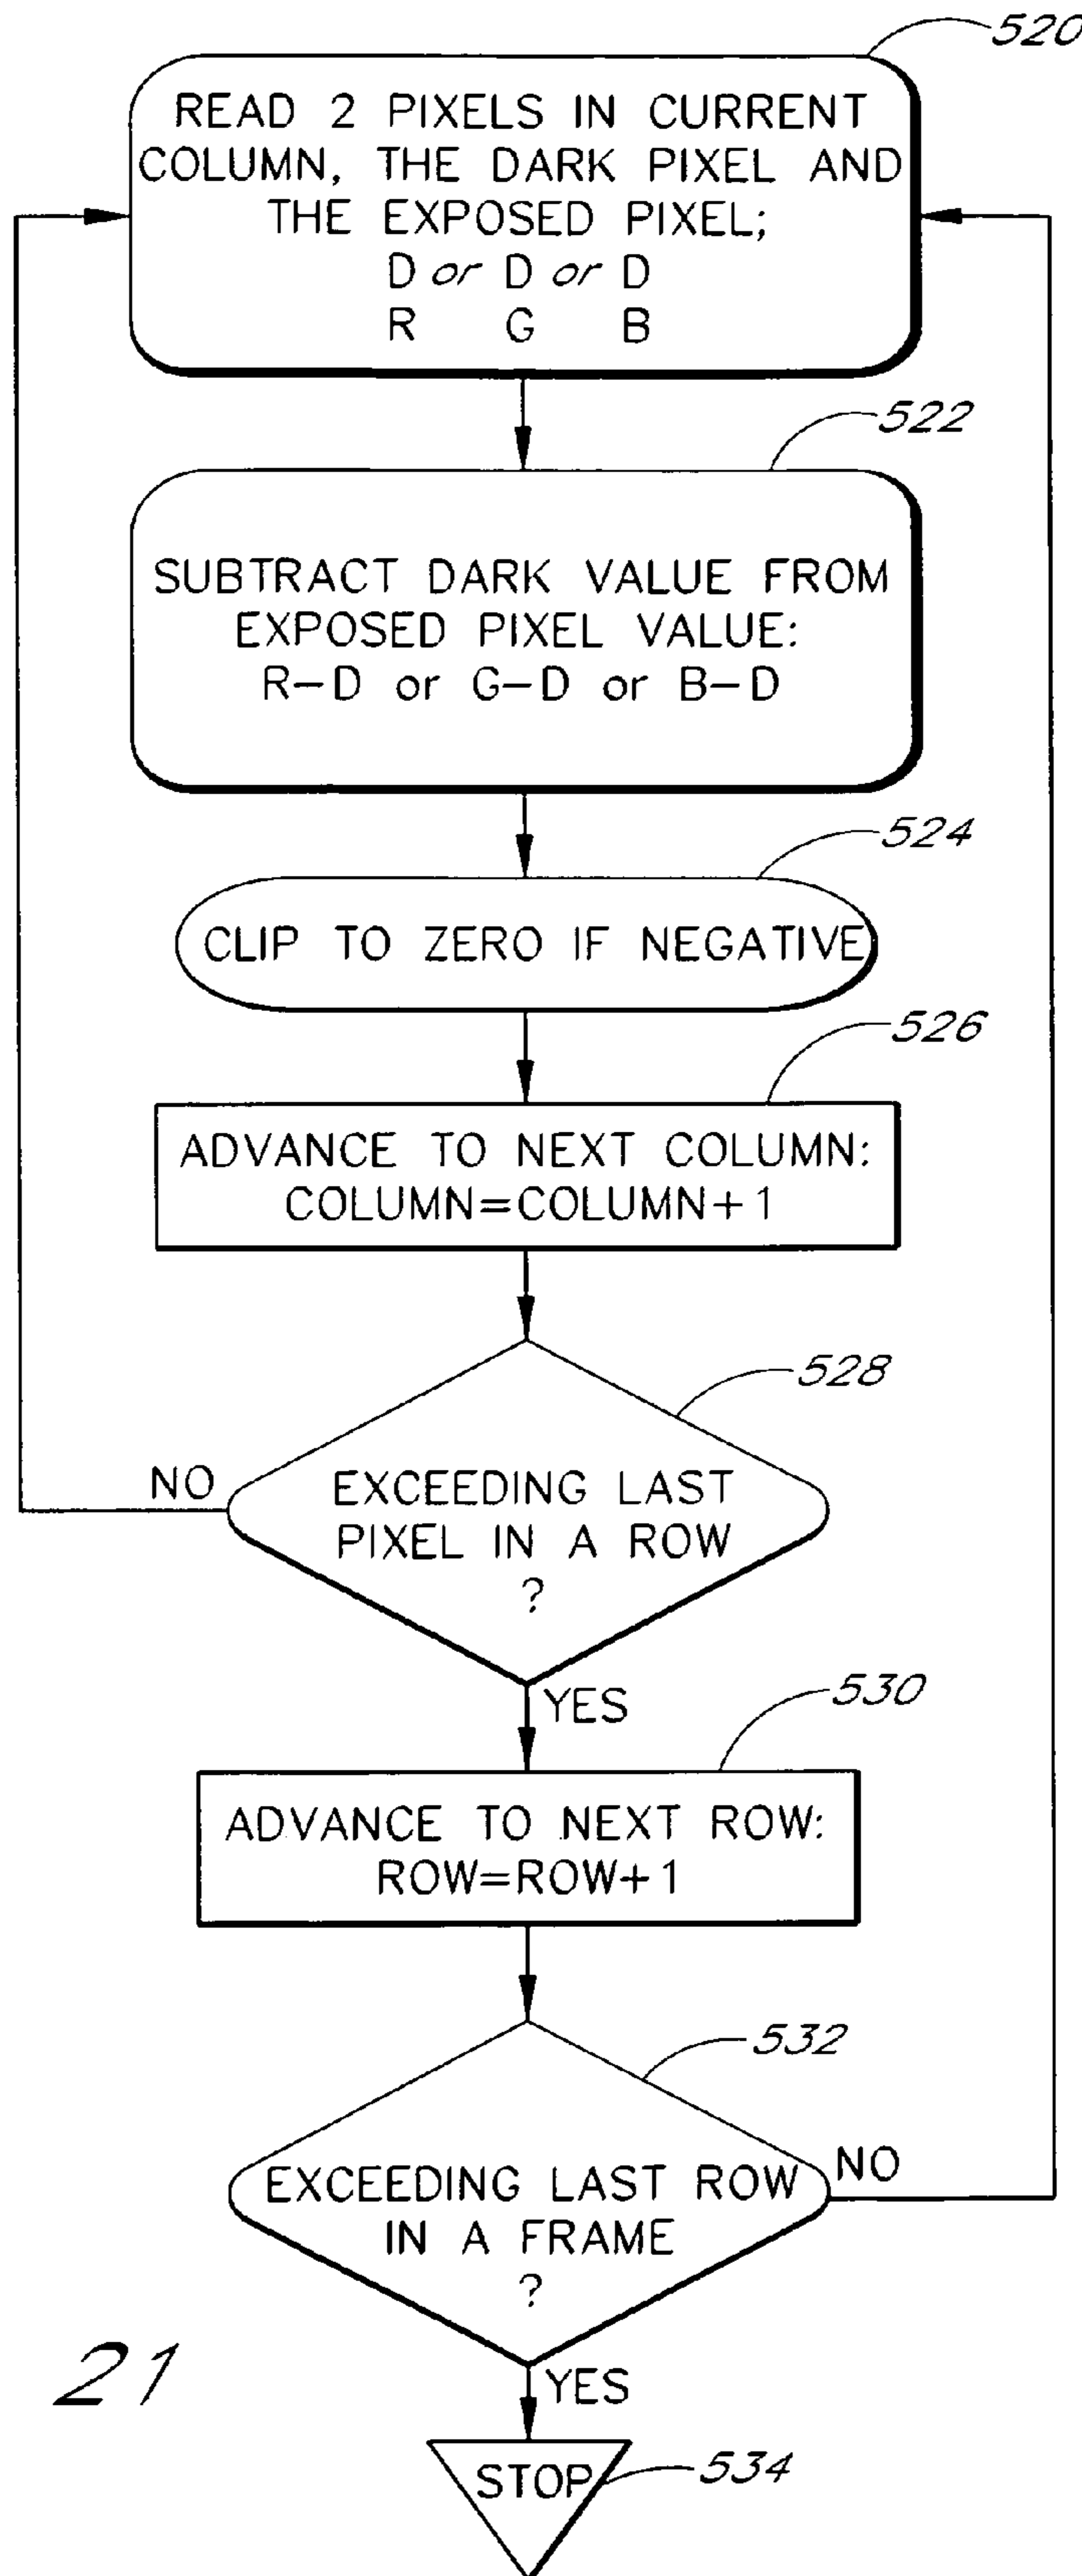 520
READ 2 PIXELS IN CURRENT
COLUMN, THE DARK PIXEL AND
THE EXPOSED PIXEL;
D or D or D
R G B
522
SUBTRACT DARK VALUE FROM
EXPOSED PIXEL VALUE:
R-D or G-D or B-D
524
CLIP TO ZERO IF NEGATIVE
526
ADVANCE TO NEXT COLUMN:
COLUMN=COLUMN+1
528
NO
EXCEEDING LAST
PIXEL IN A ROW
?
YES
530
ADVANCE TO NEXT ROW:
ROW=ROW+1
532
NO
EXCEEDING LAST ROW
IN A FRAME
?
21
YES
STOP
534